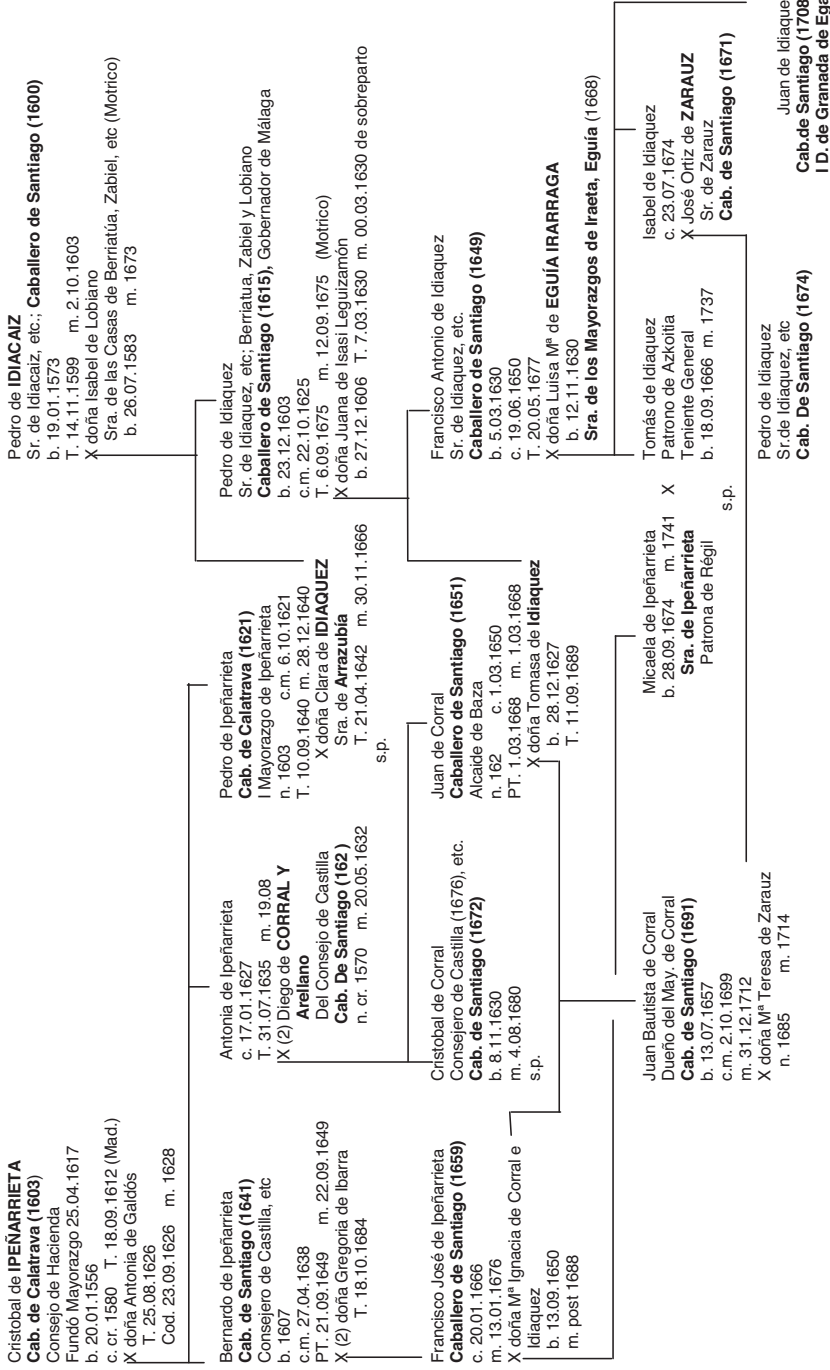 Cristobal de IPEÑARRIETA
Cab. de Calatrava (1603)
Consejo de Hacienda
Fundó Mayorazgo 25.04.1617
b. 20.01.1556
c. cr. 1580 T. 18.09.1612 (Mad.)
X doña Antonia de Galdós
T. 25.08.1626
Cod. 23.09.1626 m. 1628
Pedro de IDIACAIZ
Sr. de Idiacaiz, etc.; Caballero de Santiago (1600)
b. 19.01.1573
T. 14.11.1599 m. 2.10.1603
X doña Isabel de Lobiano
Sra. de las Casas de Berriatúa, Zabiel, etc (Motrico)
b. 26.07.1583 m. 1673
Bernardo de Ipeñarrieta
Cab. de Santiago (1641)
Consejero de Castilla, etc
b. 1607
c.m. 27.04.1638
PT. 21.09.1649 m. 22.09.1649
X (2) doña Gregoria de Ibarra
T. 18.10.1684
Antonia de Ipeñarrieta
c. 17.01.1627
T. 31.07.1635 m. 19.08
X (2) Diego de CORRAL Y
Arellano
Del Consejo de Castilla
Cab. De Santiago (162)
n. cr. 1570 m. 20.05.1632
Pedro de Ipeñarrieta
Cab. de Calatrava (1621)
I Mayorazgo de Ipeñarrieta
n. 1603 c.m. 6.10.1621
T. 10.09.1640 m. 28.12.1640
X doña Clara de IDIAQUEZ
Sra. de Arrazubía
T. 21.04.1642 m. 30.11.1666
s.p.
Pedro de Idiaquez
Sr. de Idiaquez, etc; Berriatua, Zabiel y Lobiano
Caballero de Santiago (1615), Gobernador de Málaga
b. 23.12.1603
c.m. 22.10.1625
T. 6.09.1675 m. 12.09.1675 (Motrico)
X doña Juana de Isasi Leguizamón
b. 27.12.1606 T. 7.03.1630 m. 00.03.1630 de sobreparto
Francisco José de Ipeñarrieta
Caballero de Santiago (1659)
c. 20.01.1666
m. 13.01.1676
X doña Mª Ignacia de Corral e
Idiaquez
b. 13.09.1650
m. post 1688
Cristobal de Corral
Consejero de Castilla (1676), etc.
Cab. de Santiago (1672)
b. 8.11.1630
m. 4.08.1680
s.p.
Juan de Corral
Caballero de Santiago (1651)
Alcaide de Baza
n. 162 c. 1.03.1650
PT. 1.03.1668 m. 1.03.1668
X doña Tomasa de Idiaquez
b. 28.12.1627
T. 11.09.1689
Francisco Antonio de Idiaquez
Sr. de Idiaquez, etc.
Caballero de Santiago (1649)
b. 5.03.1630
c. 19.06.1650
T. 20.05.1677
X doña Luisa Mª de EGUÍA IRARRAGA
b. 12.11.1630
Sra. de los Mayorazgos de Iraeta, Eguía (1668)
Juan Bautista de Corral
Dueño del May. de Corral
Cab. de Santiago (1691)
b. 13.07.1657
c.m. 2.10.1699
m. 31.12.1712
X doña Mª Teresa de Zarauz
n. 1685 m. 1714
Micaela de Ipeñarrieta X
b. 28.09.1674 m. 1741
Sra. de Ipeñarrieta
Patrona de Régil
s.p.
Tomás de Idiaquez
Patrono de Azkoitia
Teniente General
b. 18.09.1666 m. 1737
Isabel de Idiaquez
c. 23.07.1674
X José Ortiz de ZARAUZ
Sr. de Zarauz
Cab. de Santiago (1671)
Pedro de Idiaquez
Sr.de Idiaquez, etc
Cab. De Santiago (1674)
Juan de Idiaque
Cab.de Santiago (1708
I D. de Granada de Ega